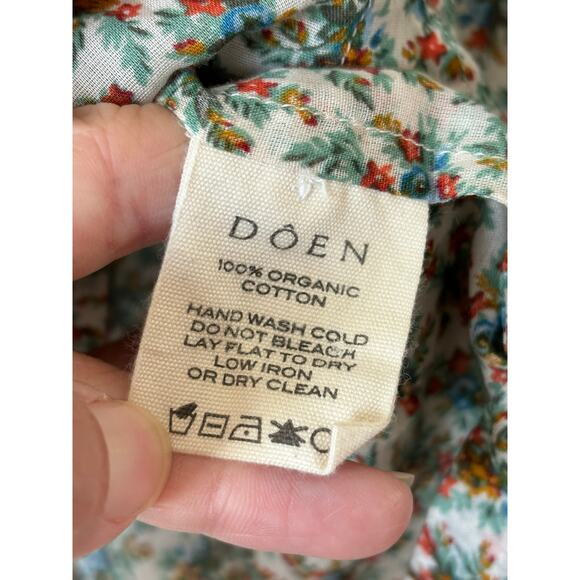 DÔEN
100% ORGANIC
COTTON
HAND WASH COLD
DO NOT BLEACH
LAY FLAT TO DRY
LOW IRON
OR DRY CLEAN